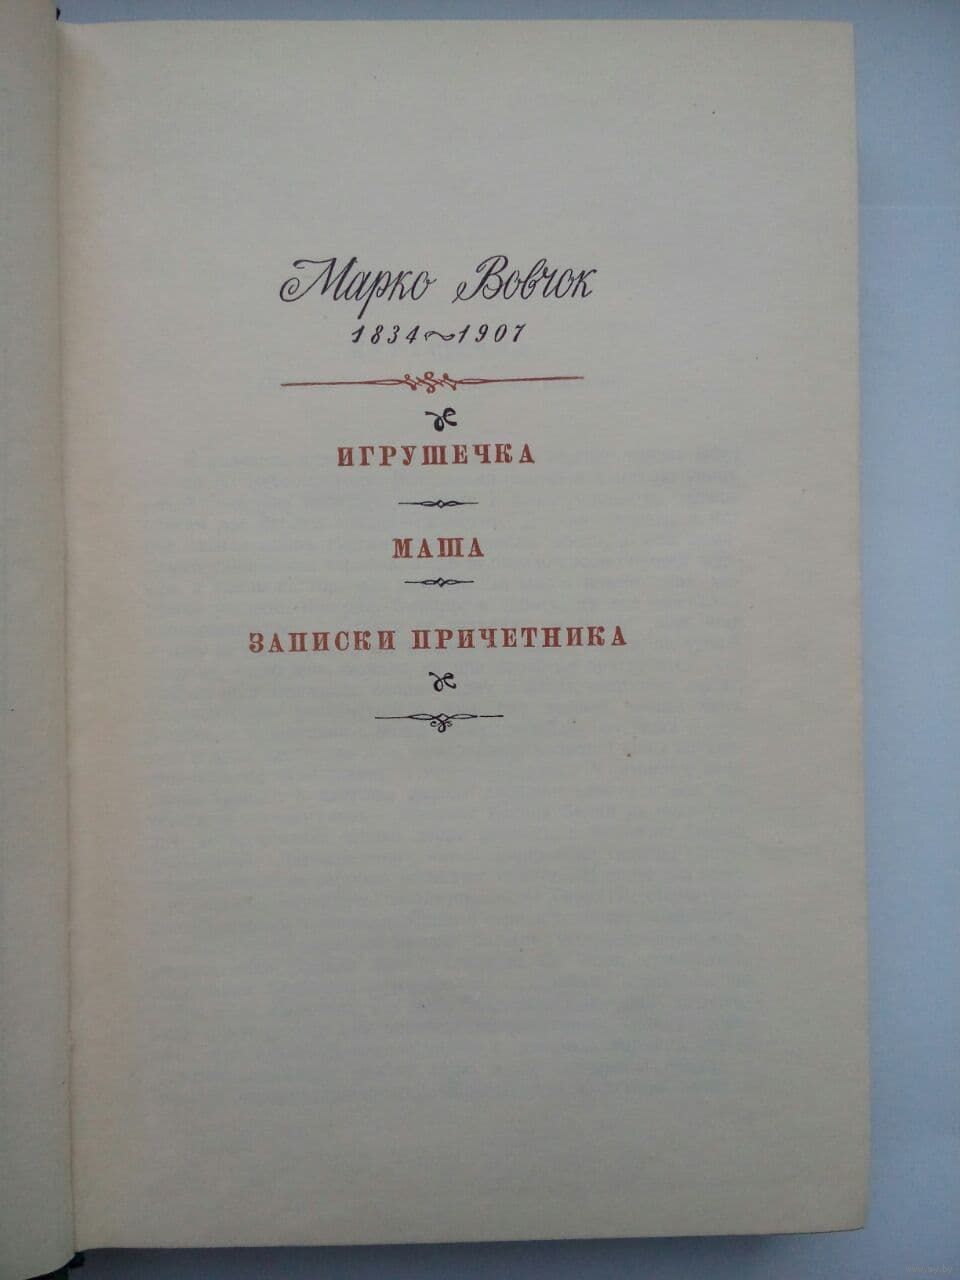 Марко Вовчок
1834~1907
ИГРУШЕЧКА
МАША
ЗАПИСКИ ПРИЧЕТНИКА